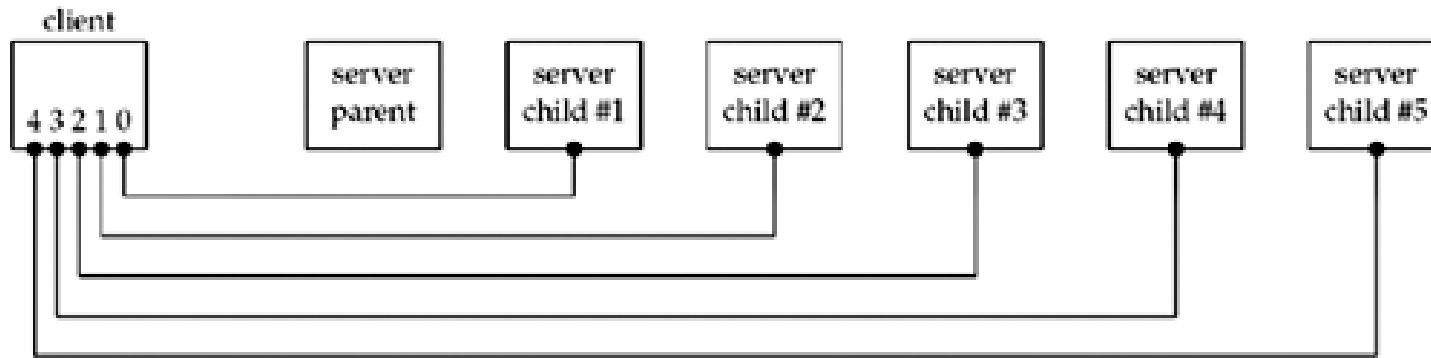 client
4 3 2 1 0
server
parent
server
child #1
server
child #2
server
child #3
server
child #4
server
child #5